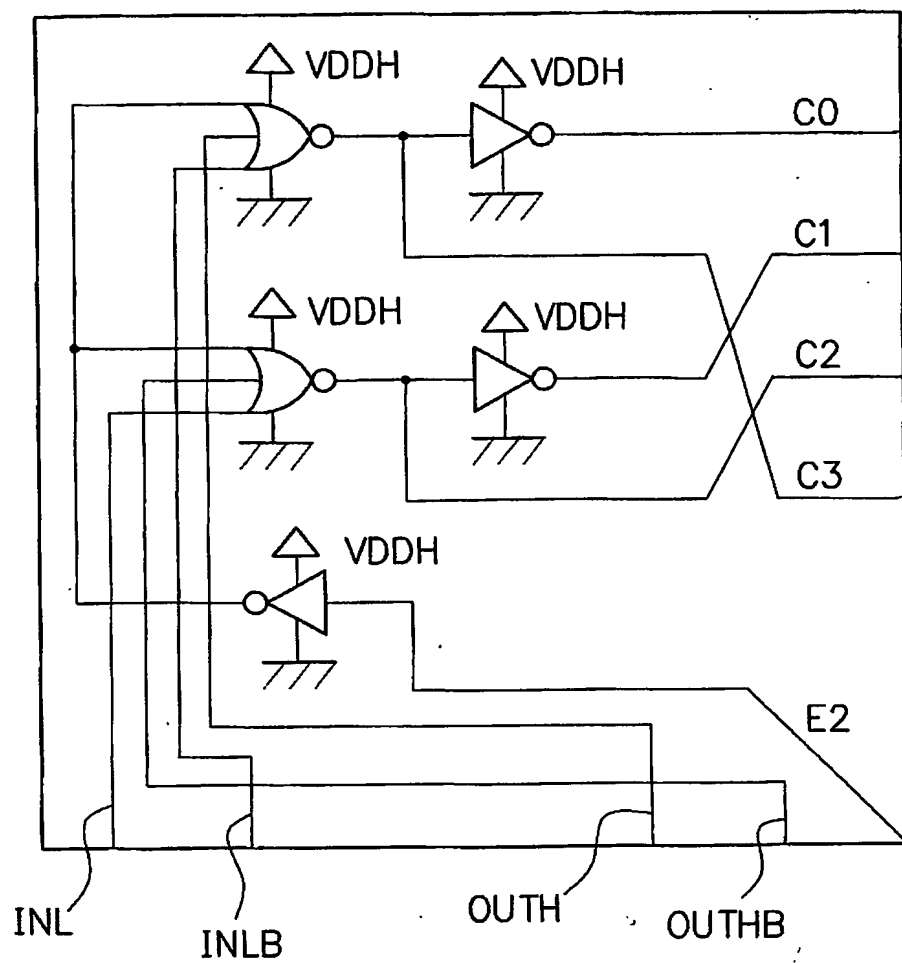 VDDH
VDDH
C0
C1
VDDH
VDDH
C2
C3
VDDH
E2
INL
INLB
OUTH
OUTHB